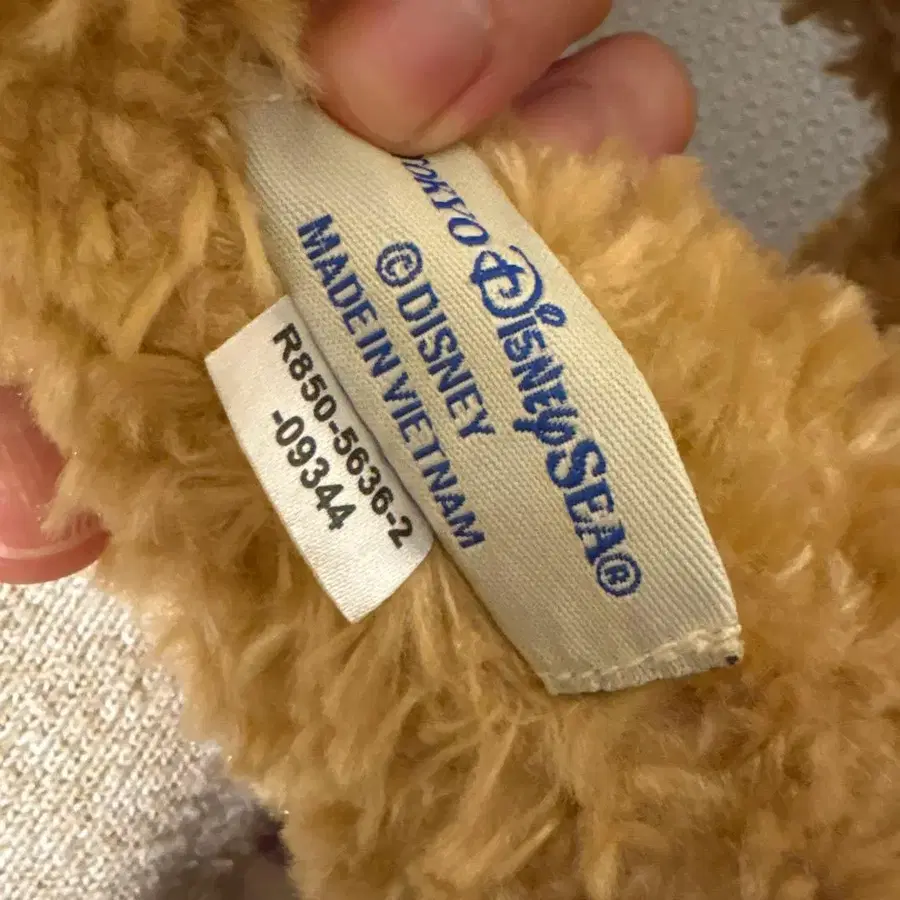 TOKYO DISNEYSEA®
© DISNEY
MADE IN VIETNAM
R850-5636-2
-09344